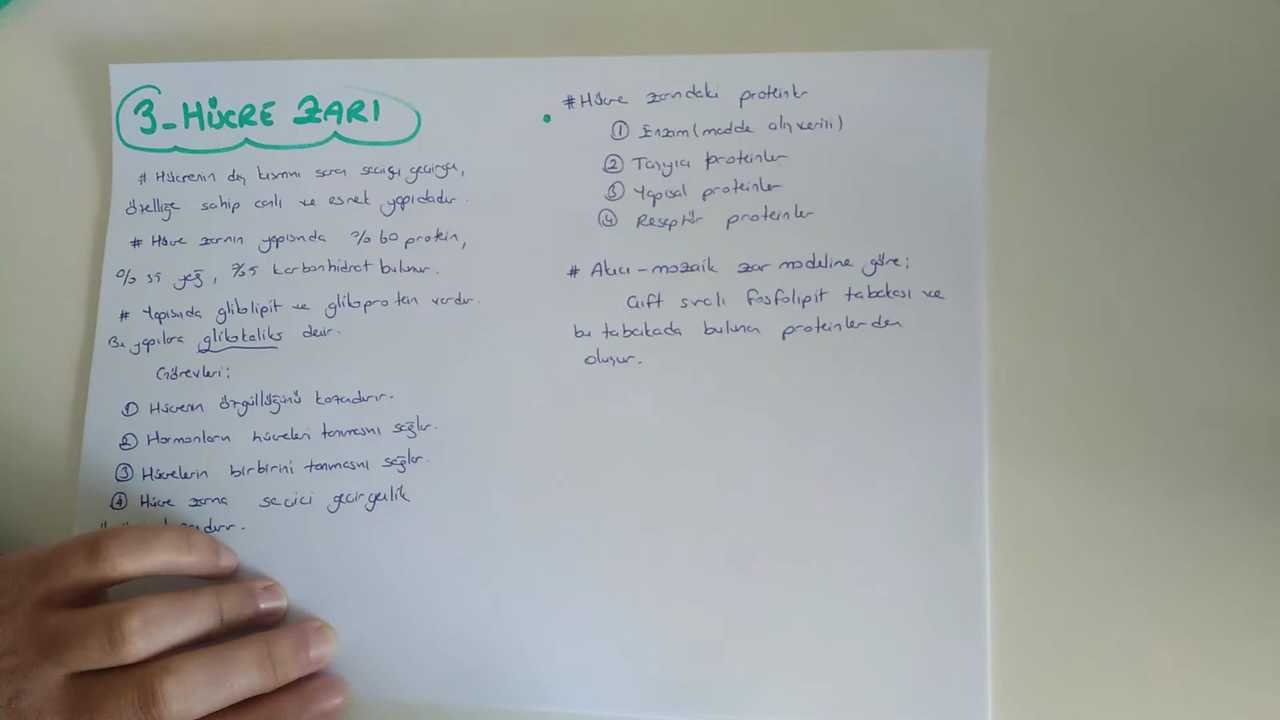 3-HÜCRE ZARI
# Hücrenin dış kısmını saran seçici geçirgen,
özelliğe sahip canlı ve esnek yapıdadır.
# Hücre zarının yapısında %60 protein,
%35 yağ, %5 karbonhidrat bulunur.
# Yapısında glikolipit ve glikoprotein vardır.
Bu yapılara glikokaliks denir.
Görevleri:
① Hücrenin özgüllüğünü kazandırır.
② Hormonların hücreleri tanımasını sağlar.
③ Hücrelerin birbirini tanımasını sağlar.
④ Hücre zarına seçici geçirgenlik
# Hücre zarındaki proteinler
① Enzim (madde alış verişi)
② Taşıyıcı proteinler
③ Yapısal proteinler
④ Reseptör proteinler
# Akıcı-mozaik zar modeline göre;
Çift sıralı fosfolipit tabakası ve
bu tabakada bulunan proteinlerden
oluşur.